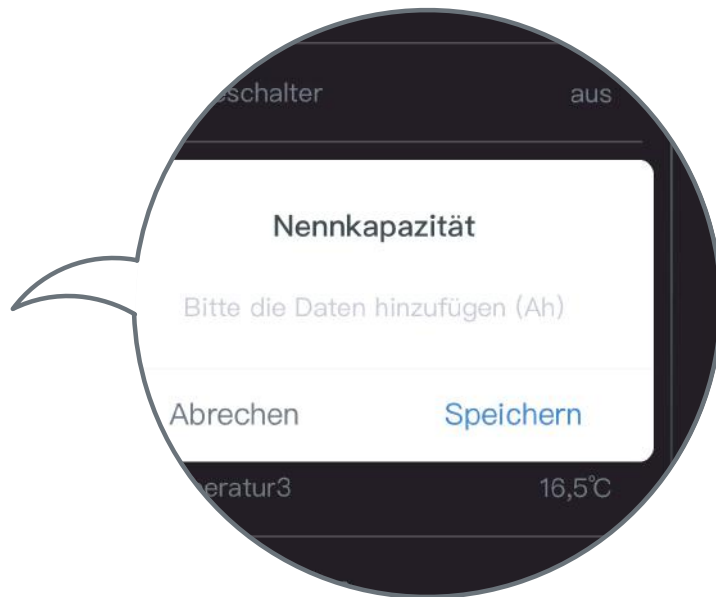 schalter aus
Nennkapazität
Bitte die Daten hinzufügen (Ah)
Abrechen Speichern
eratur3 16,5℃